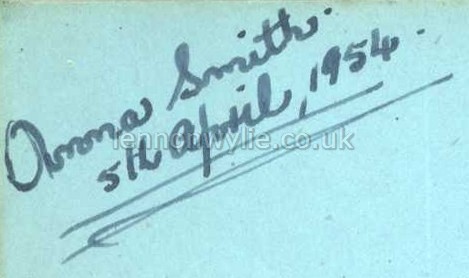 Anna Smith.
5th April, 1954.
lennonwylie.co.uk